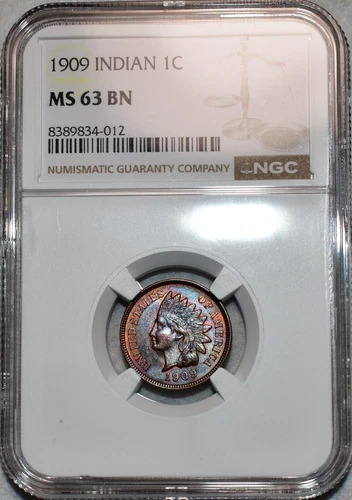 1909 INDIAN 1C
MS 63 BN
8389834-012
NUMISMATIC GUARANTY COMPANY NGC
UNITED STATES OF AMERICA
1909